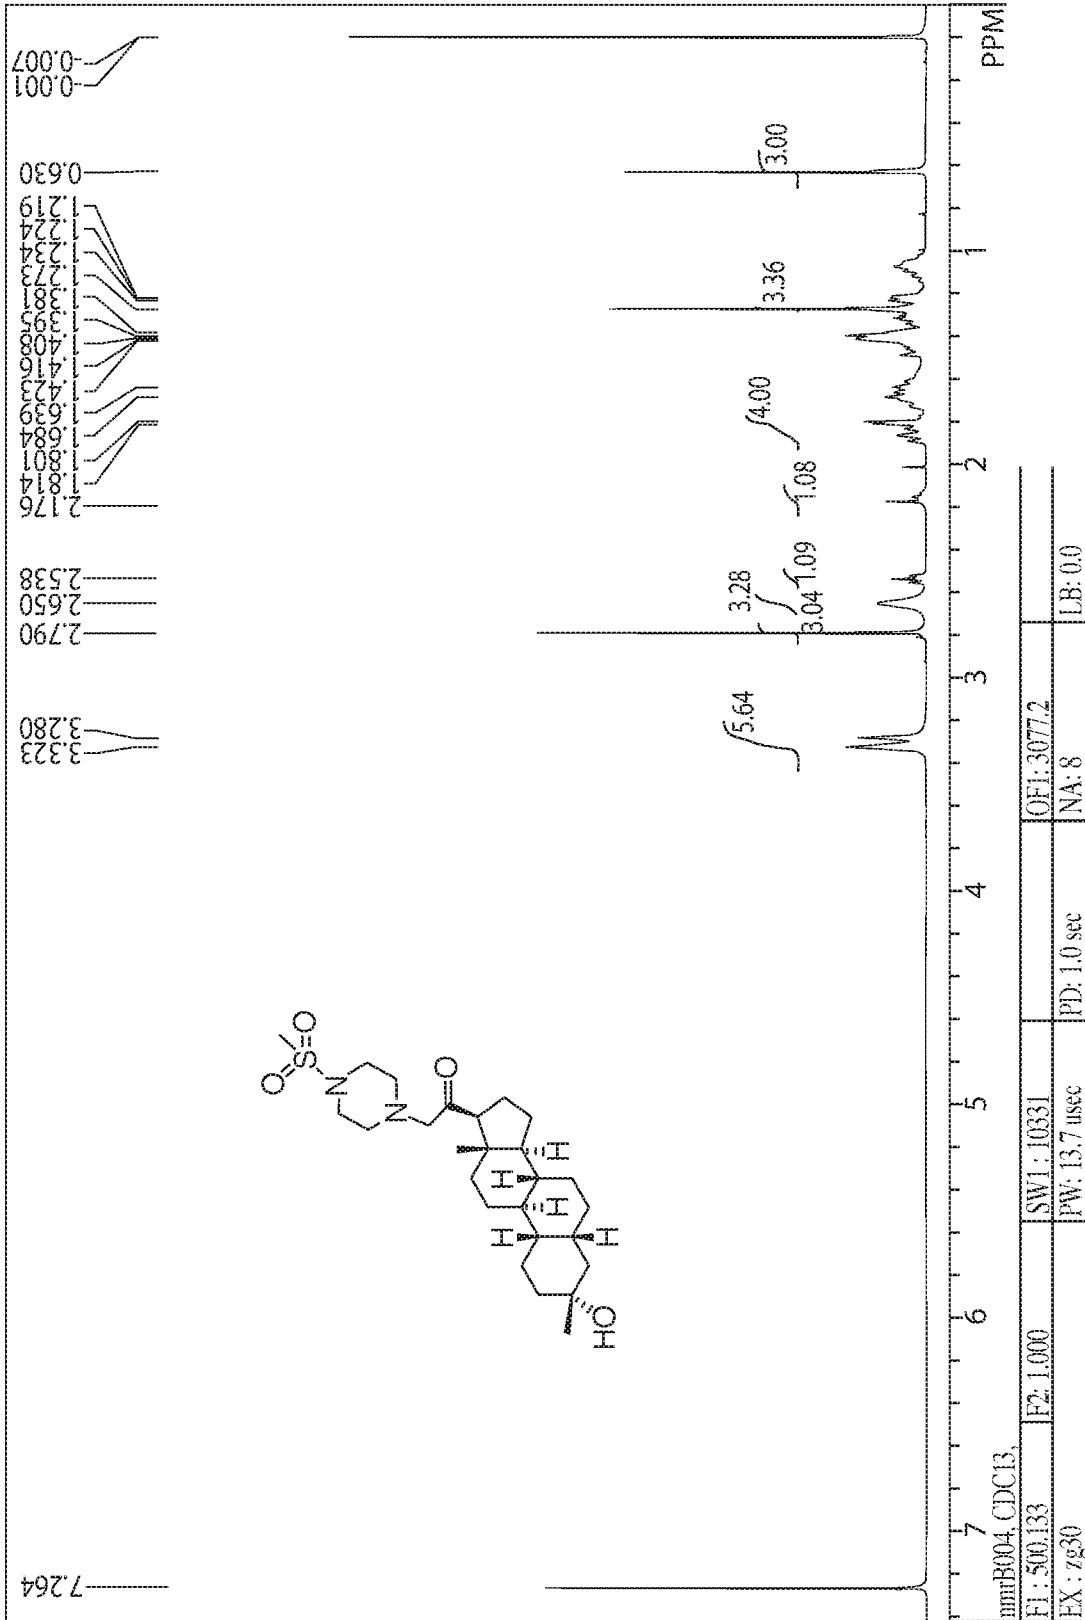 7.264
3.323
3.280
2.790
2.650
2.538
2.176
1.814
1.801
1.684
1.639
1.423
1.416
1.408
1.395
1.381
1.273
1.234
1.224
1.219
0.630
0.001
-0.007
O
S=O
N
N
O
H
H
H
H
H
OH
5.64
3.04
3.28
1.09
1.08
4.00
3.36
3.00
7
6
5
4
3
2
1
PPM
nmrB004, CDC13,
F1 : 500.133
F2: 1.000
SW1 : 10331
OF1: 3077.2
EX : zg30
PW: 13.7 usec
PD: 1.0 sec
NA: 8
LB: 0.0